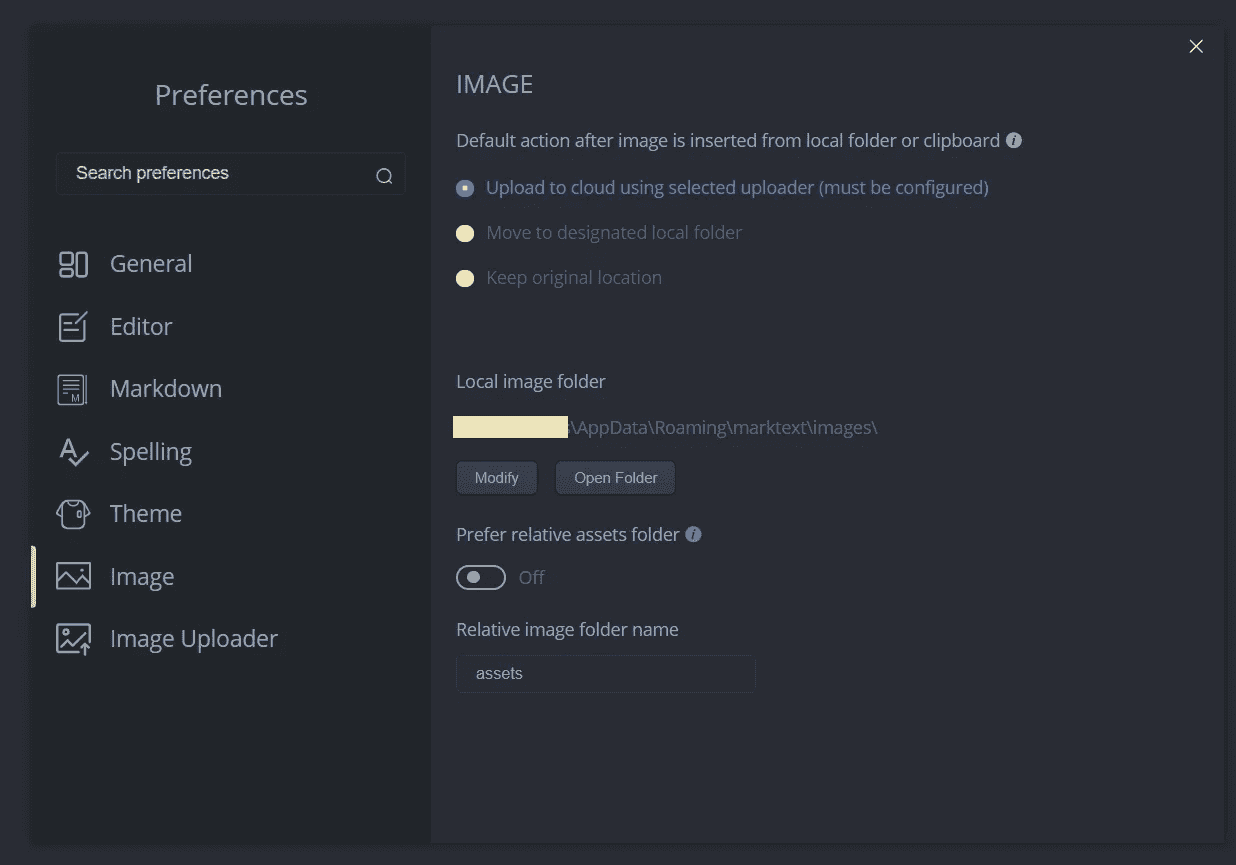 Preferences
Search preferences
General
Editor
Markdown
Spelling
Theme
Image
Image Uploader
IMAGE
Default action after image is inserted from local folder or clipboard
Upload to cloud using selected uploader (must be configured)
Move to designated local folder
Keep original location
Local image folder
\AppData\Roaming\marktext\images\
Modify
Open Folder
Prefer relative assets folder
Off
Relative image folder name
assets